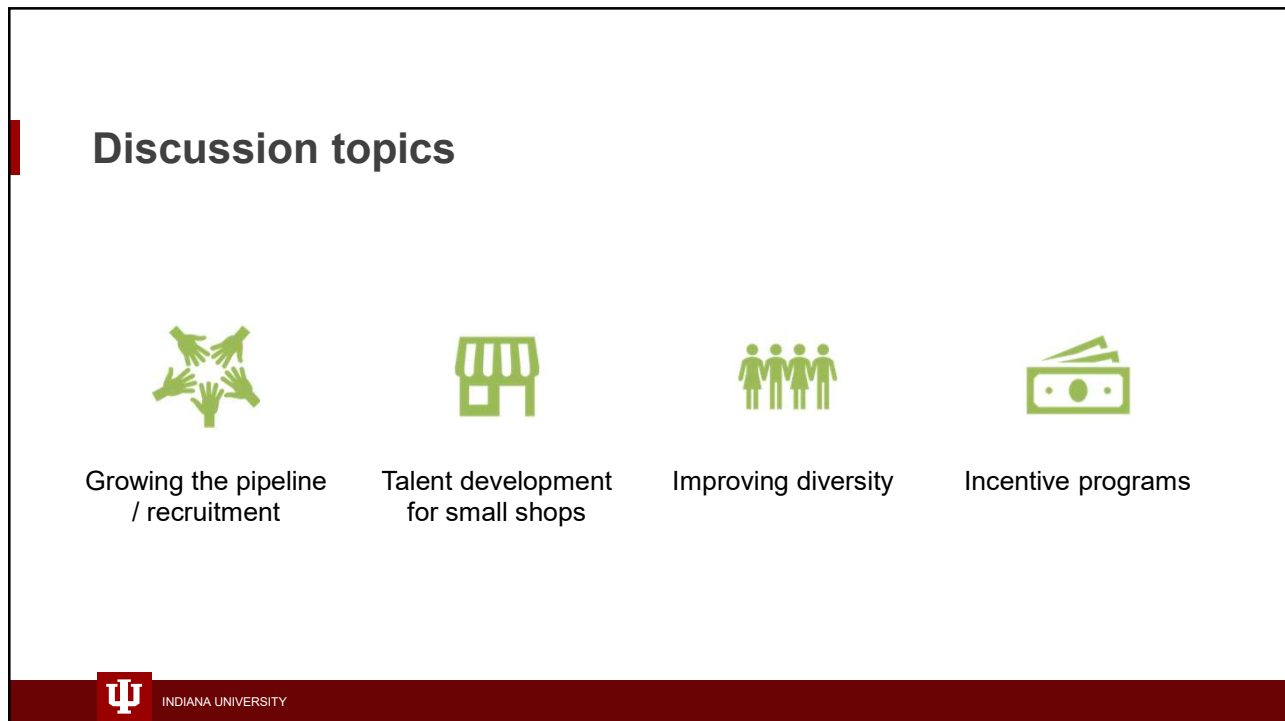 Discussion topics
Growing the pipeline
/ recruitment
Talent development
for small shops
Improving diversity
Incentive programs
INDIANA UNIVERSITY